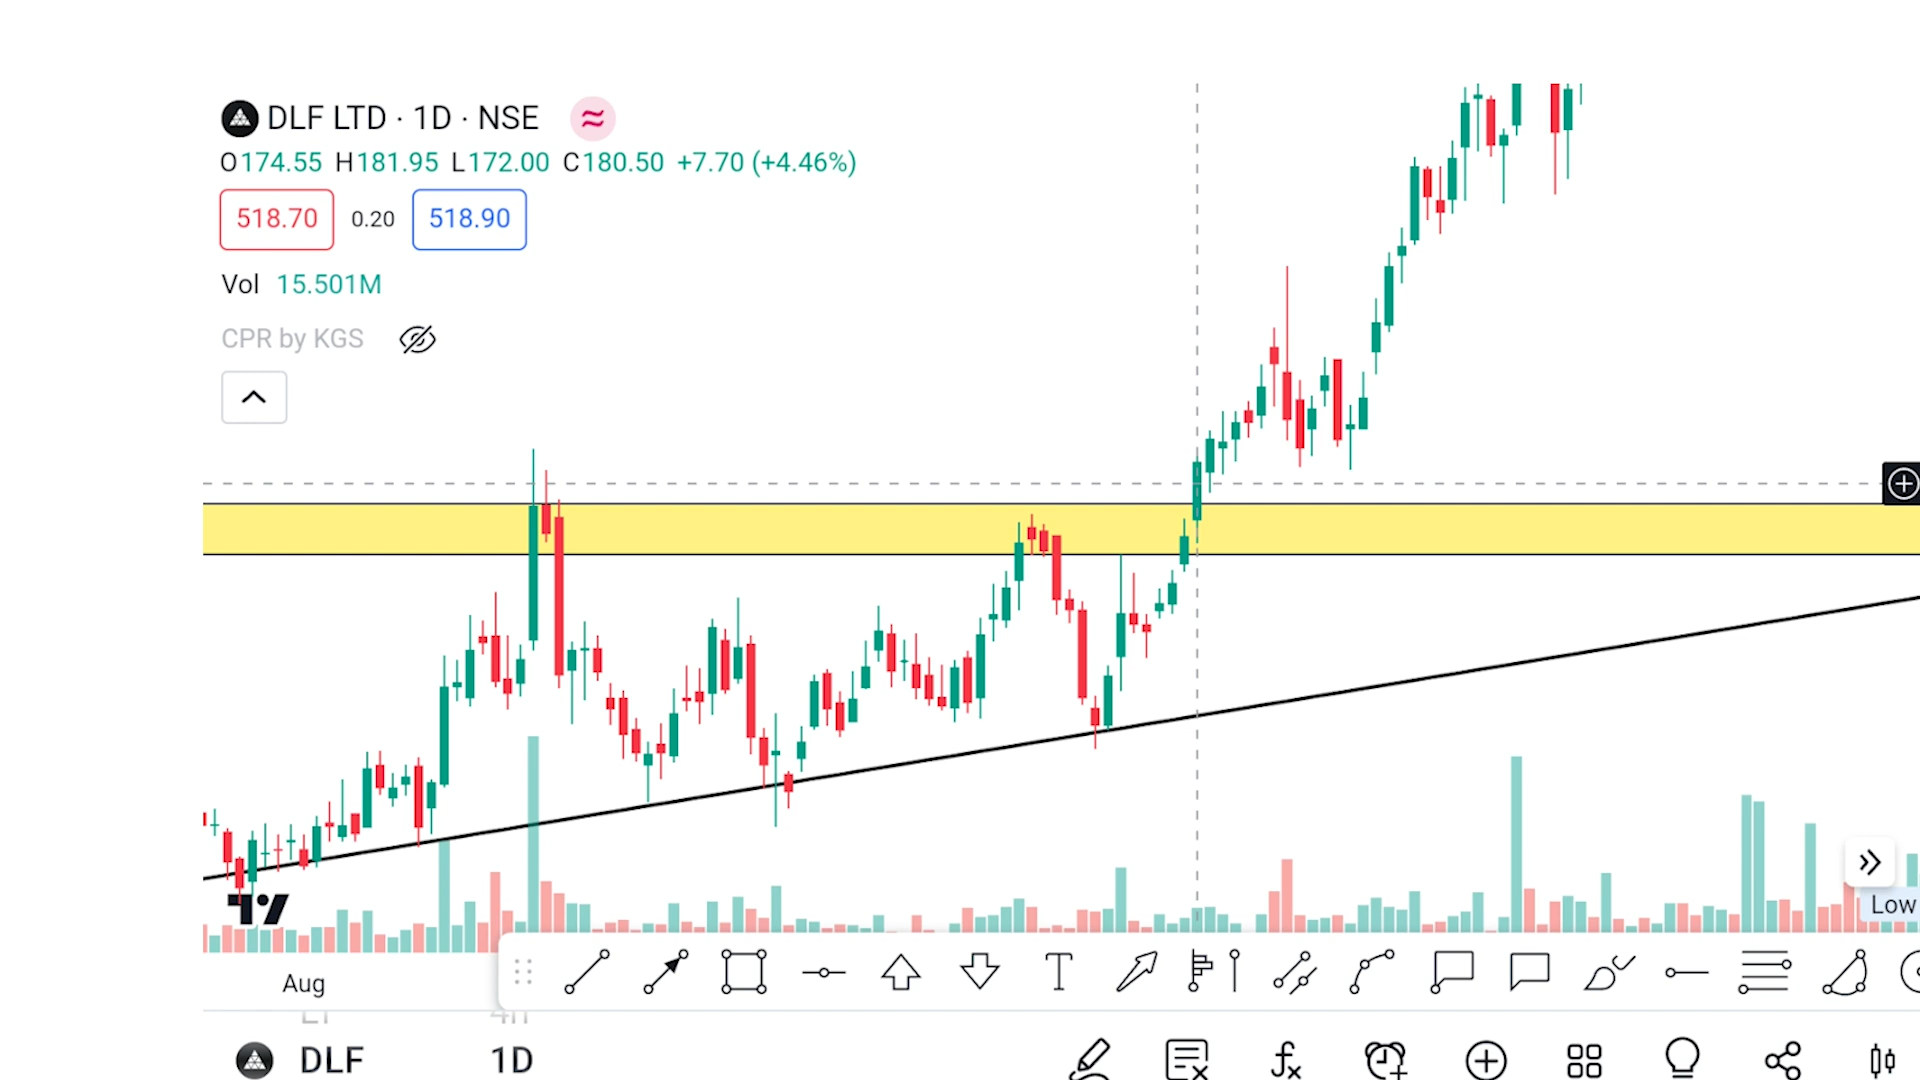 DLF LTD · 1D · NSE
O174.55 H181.95 L172.00 C180.50 +7.70 (+4.46%)
518.70 0.20 518.90
Vol 15.501M
CPR by KGS
Low
Aug
DLF 1D